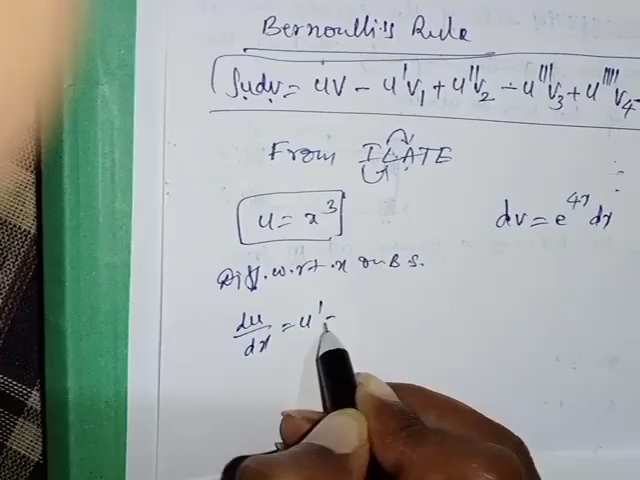 Bernoulli's Rule
∫udv = uv - u'v₁ + u''v₂ - u'''v₃ + u''''v₄ -
From ILATE
u = x³ dv = e⁴ˣ dx
Diff. w.r.t. x on B.S.
du/dx = u' =